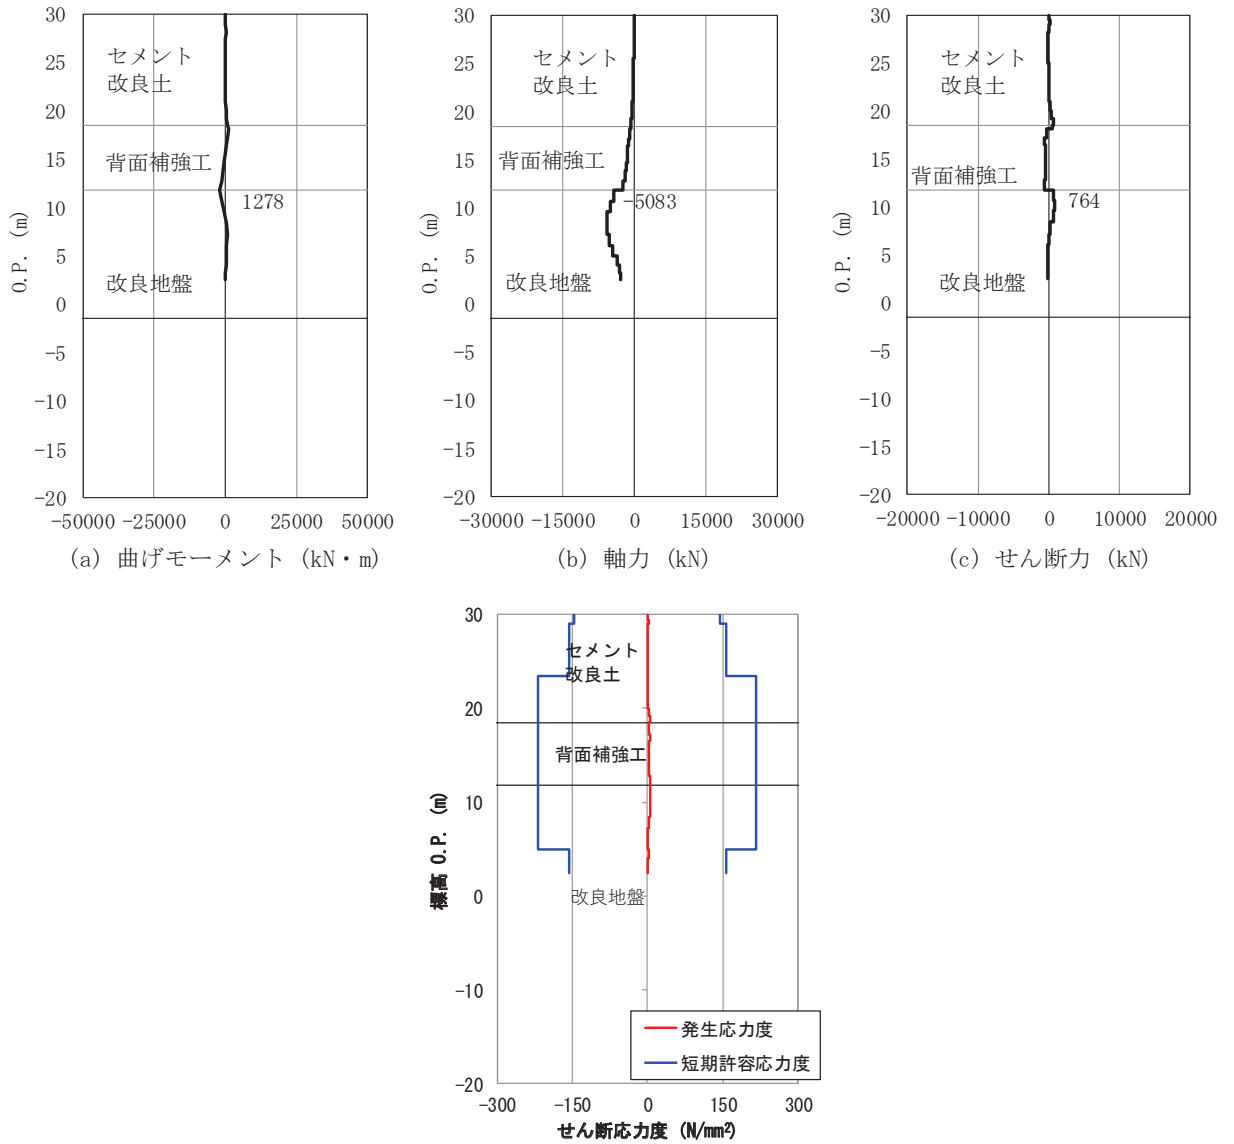 30
25
20
15
10
5
0
-5
-10
-15
-20
O.P. (m)
セメント
改良土
背面補強工
1278
改良地盤
-50000 -25000 0 25000 50000
(a) 曲げモーメント (kN・m)
30
25
20
15
10
5
0
-5
-10
-15
-20
O.P. (m)
セメント
改良土
背面補強工
-5083
改良地盤
-30000 -15000 0 15000 30000
(b) 軸力 (kN)
30
25
20
15
10
5
0
-5
-10
-15
-20
O.P. (m)
セメント
改良土
背面補強工
764
改良地盤
-20000 -10000 0 10000 20000
(c) せん断力 (kN)
30
20
10
0
-10
-20
標高 O.P. (m)
セメント
改良土
背面補強工
改良地盤
発生応力度
短期許容応力度
-300 -150 0 150 300
せん断応力度 (N/mm²)